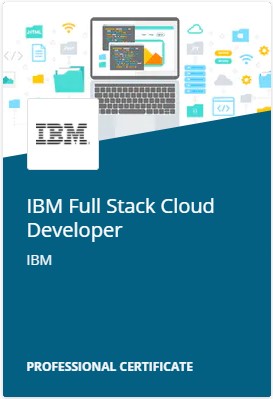 IBM
IBM Full Stack Cloud
Developer
IBM
PROFESSIONAL CERTIFICATE